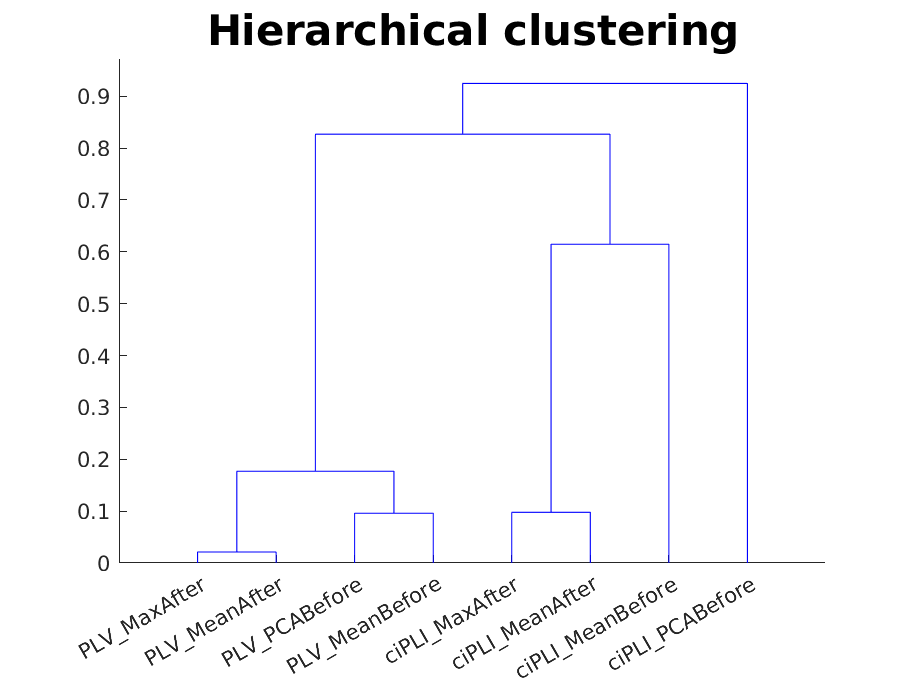 Hierarchical clustering
0.9
0.8
0.7
0.6
0.5
0.4
0.3
0.2
0.1
0
PLV_MaxAfter
PLV_MeanAfter
PLV_PCABefore
PLV_MeanBefore
ciPLI_MaxAfter
ciPLI_MeanAfter
ciPLI_MeanBefore
ciPLI_PCABefore